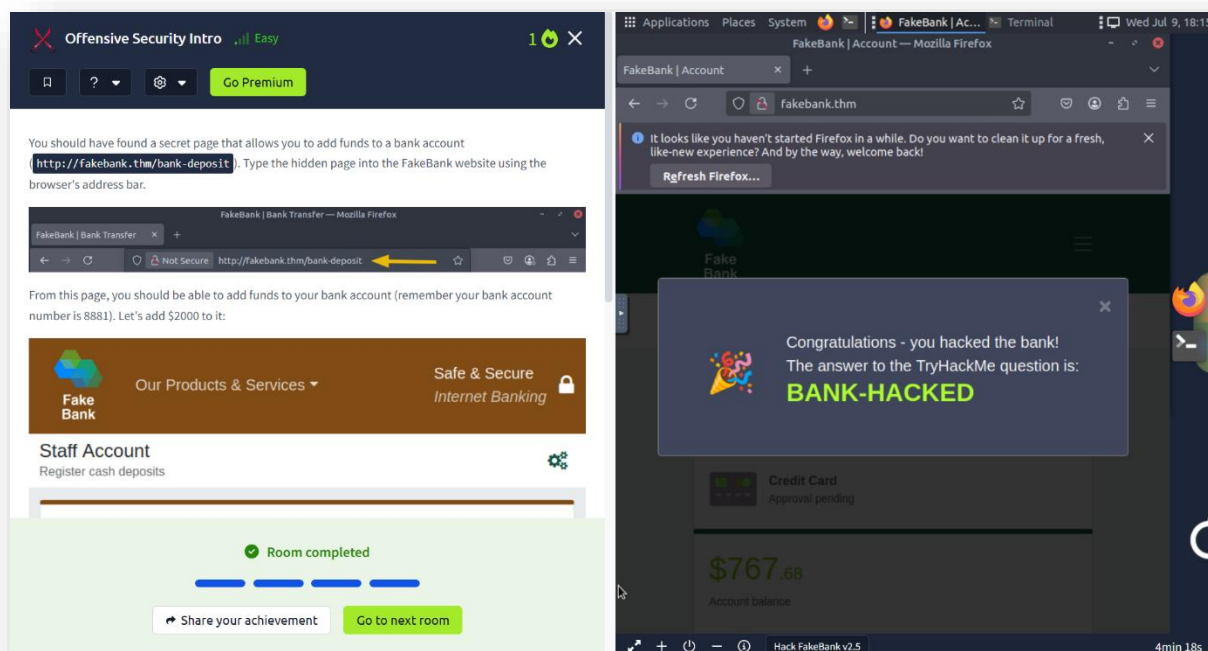 Offensive Security Intro Easy 1
? Go Premium
You should have found a secret page that allows you to add funds to a bank account
(http://fakebank.thm/bank-deposit). Type the hidden page into the FakeBank website using the
browser's address bar.
FakeBank | Bank Transfer — Mozilla Firefox
FakeBank | Bank Transfer × +
Not Secure http://fakebank.thm/bank-deposit
From this page, you should be able to add funds to your bank account (remember your bank account
number is 8881). Let's add $2000 to it:
Fake
Bank
Our Products & Services
Safe & Secure
Internet Banking
Staff Account
Register cash deposits
Room completed
Share your achievement Go to next room
Applications Places System FakeBank | Ac... Terminal Wed Jul 9, 18:15
FakeBank | Account — Mozilla Firefox
FakeBank | Account × +
fakebank.thm
It looks like you haven't started Firefox in a while. Do you want to clean it up for a fresh,
like-new experience? And by the way, welcome back!
Refresh Firefox...
Fake
Bank
Congratulations - you hacked the bank!
The answer to the TryHackMe question is:
BANK-HACKED
Credit Card
Approval pending
$767.68
Account balance
Hack FakeBank v2.5 4min 18s